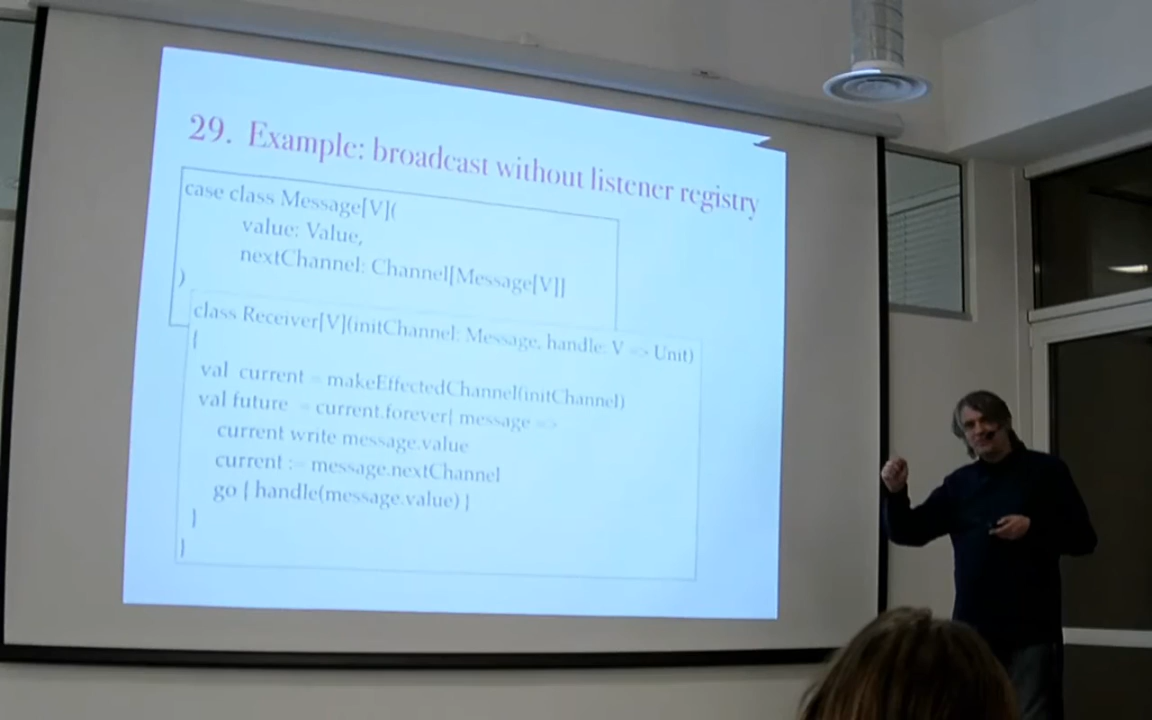 29. Example: broadcast without listener registry
case class Message[V](
value: Value,
nextChannel: Channel[Message[V]]
)
class Receiver[V](initChannel: Message, handle: V => Unit)
{
val current = makeEffectedChannel(initChannel)
val future = current.forever{ message =>
current write message.value
current := message.nextChannel
go { handle(message.value) }
}
}